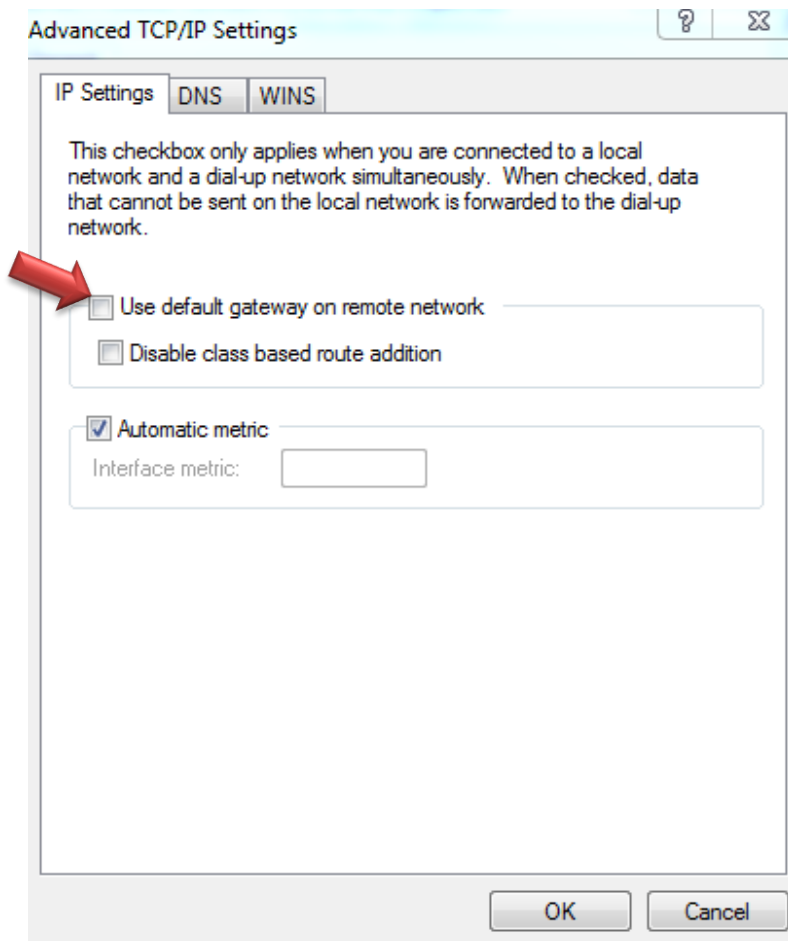 Advanced TCP/IP Settings
IP Settings DNS WINS
This checkbox only applies when you are connected to a local
network and a dial-up network simultaneously. When checked, data
that cannot be sent on the local network is forwarded to the dial-up
network.
Use default gateway on remote network
Disable class based route addition
Automatic metric
Interface metric:
OK Cancel